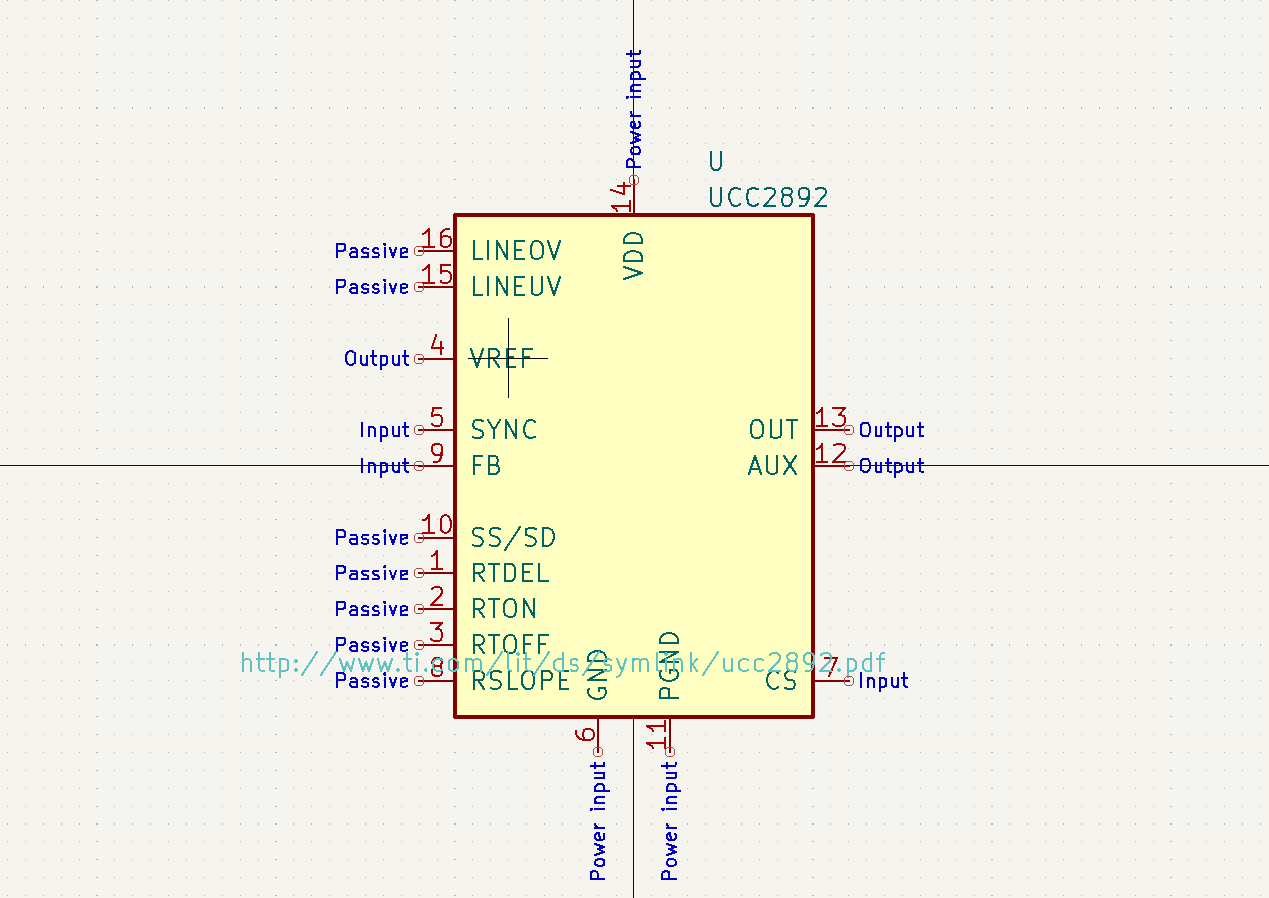 Power input
14
U
UCC2892
VDD
Passive 16 LINEOV
Passive 15 LINEUV
Output 4 VREF
Input 5 SYNC OUT 13 Output
Input 9 FB AUX 12 Output
Passive 10 SS/SD
Passive 1 RTDEL
Passive 2 RTON
Passive 3 RTOFF
http://www.ti.com/lit/ds/symlink/ucc2892.pdf
Passive 8 RSLOPE GND PGND CS 7 Input
6 11
Power input Power input